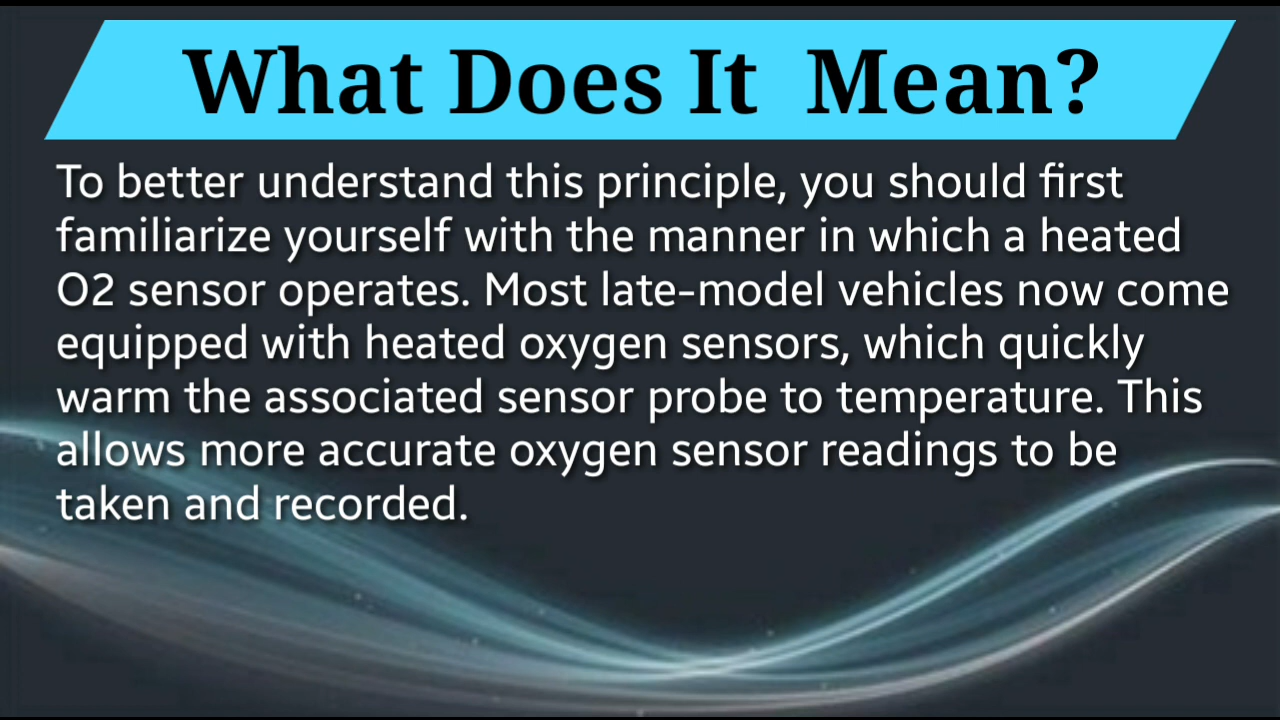 What Does It Mean?
To better understand this principle, you should first
familiarize yourself with the manner in which a heated
O2 sensor operates. Most late-model vehicles now come
equipped with heated oxygen sensors, which quickly
warm the associated sensor probe to temperature. This
allows more accurate oxygen sensor readings to be
taken and recorded.